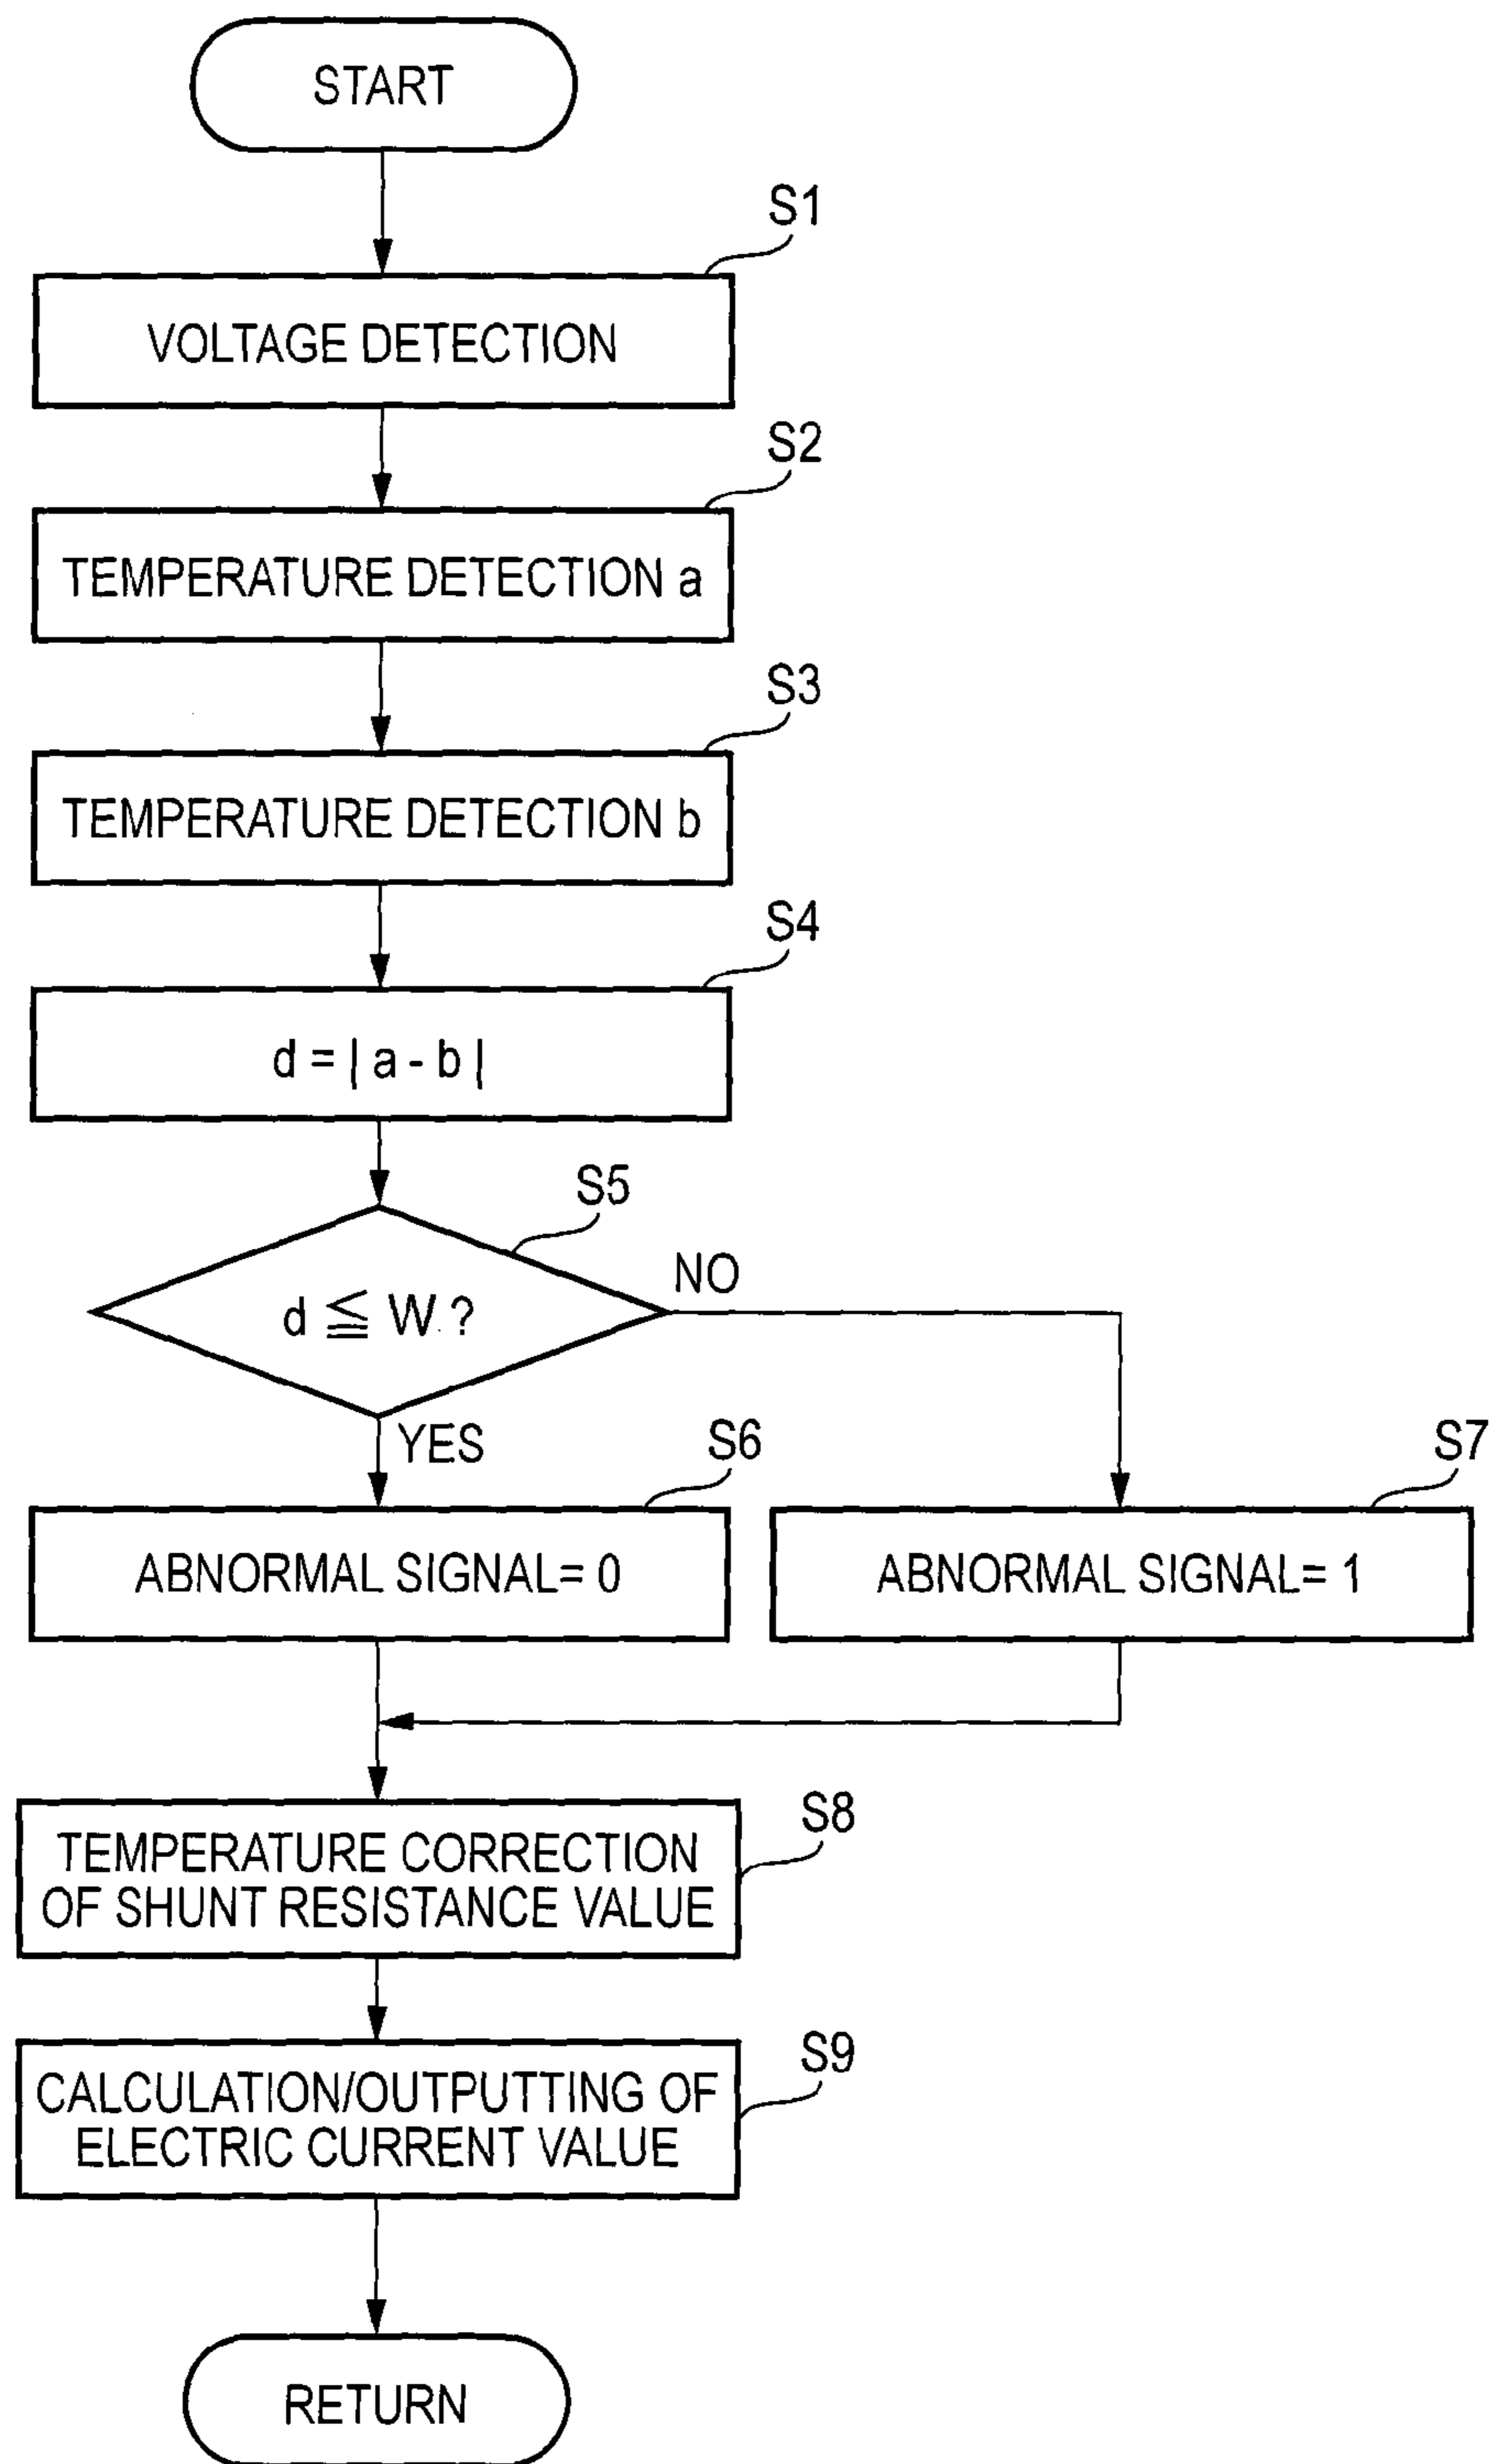 START
S1
VOLTAGE DETECTION
S2
TEMPERATURE DETECTION a
S3
TEMPERATURE DETECTION b
S4
d = | a - b |
S5
d ≦ W ?
NO
YES
S6
ABNORMAL SIGNAL= 0
S7
ABNORMAL SIGNAL= 1
S8
TEMPERATURE CORRECTION
OF SHUNT RESISTANCE VALUE
S9
CALCULATION/OUTPUTTING OF
ELECTRIC CURRENT VALUE
RETURN